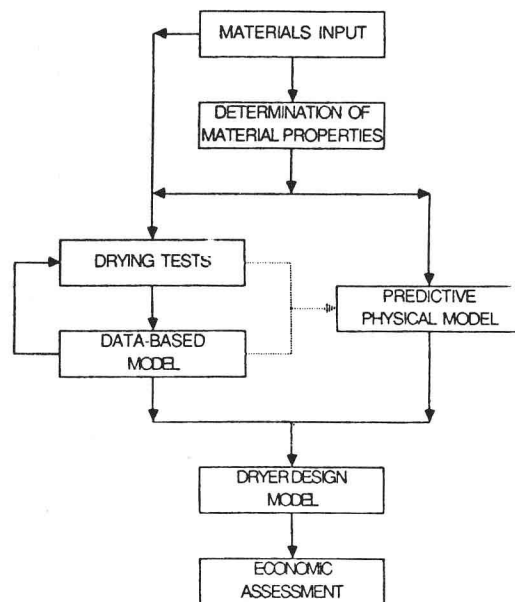 MATERIALS INPUT
DETERMINATION OF
MATERIAL PROPERTIES
DRYING TESTS
PREDICTIVE
PHYSICAL MODEL
DATA-BASED
MODEL
DRYER DESIGN
MODEL
ECONOMIC
ASSESSMENT